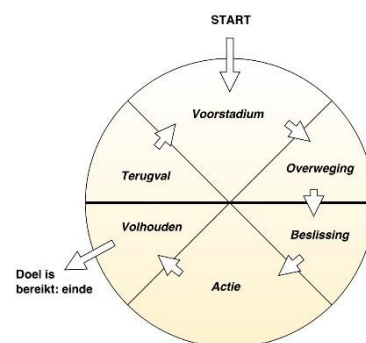 START
Voorstadium
Overweging
Terugval
Volhouden
Beslissing
Actie
Doel is
bereikt: einde